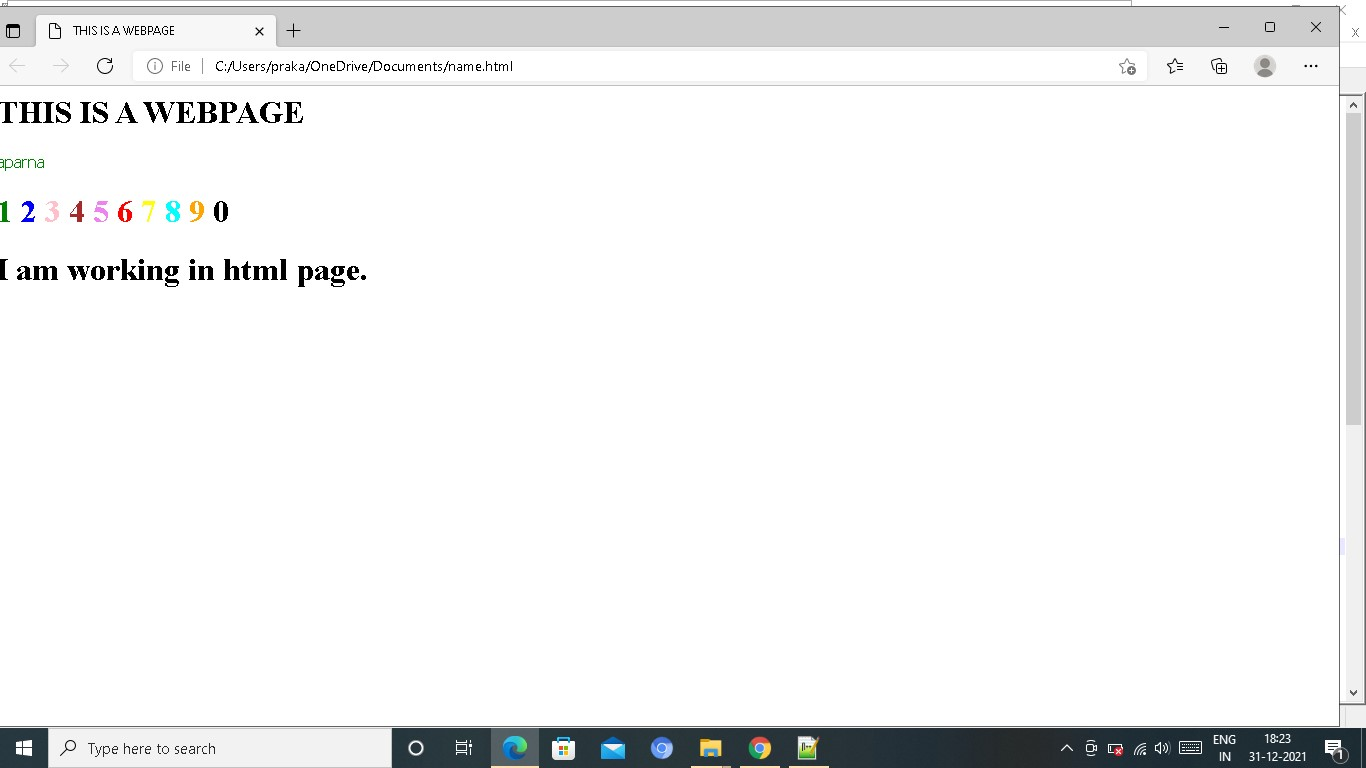 THIS IS A WEBPAGE
File
C:/Users/praka/OneDrive/Documents/name.html
THIS IS A WEBPAGE
aparna
1 2 3 4 5 6 7 8 9 0
I am working in html page.
Type here to search
ENG
IN
18:23
31-12-2021
1